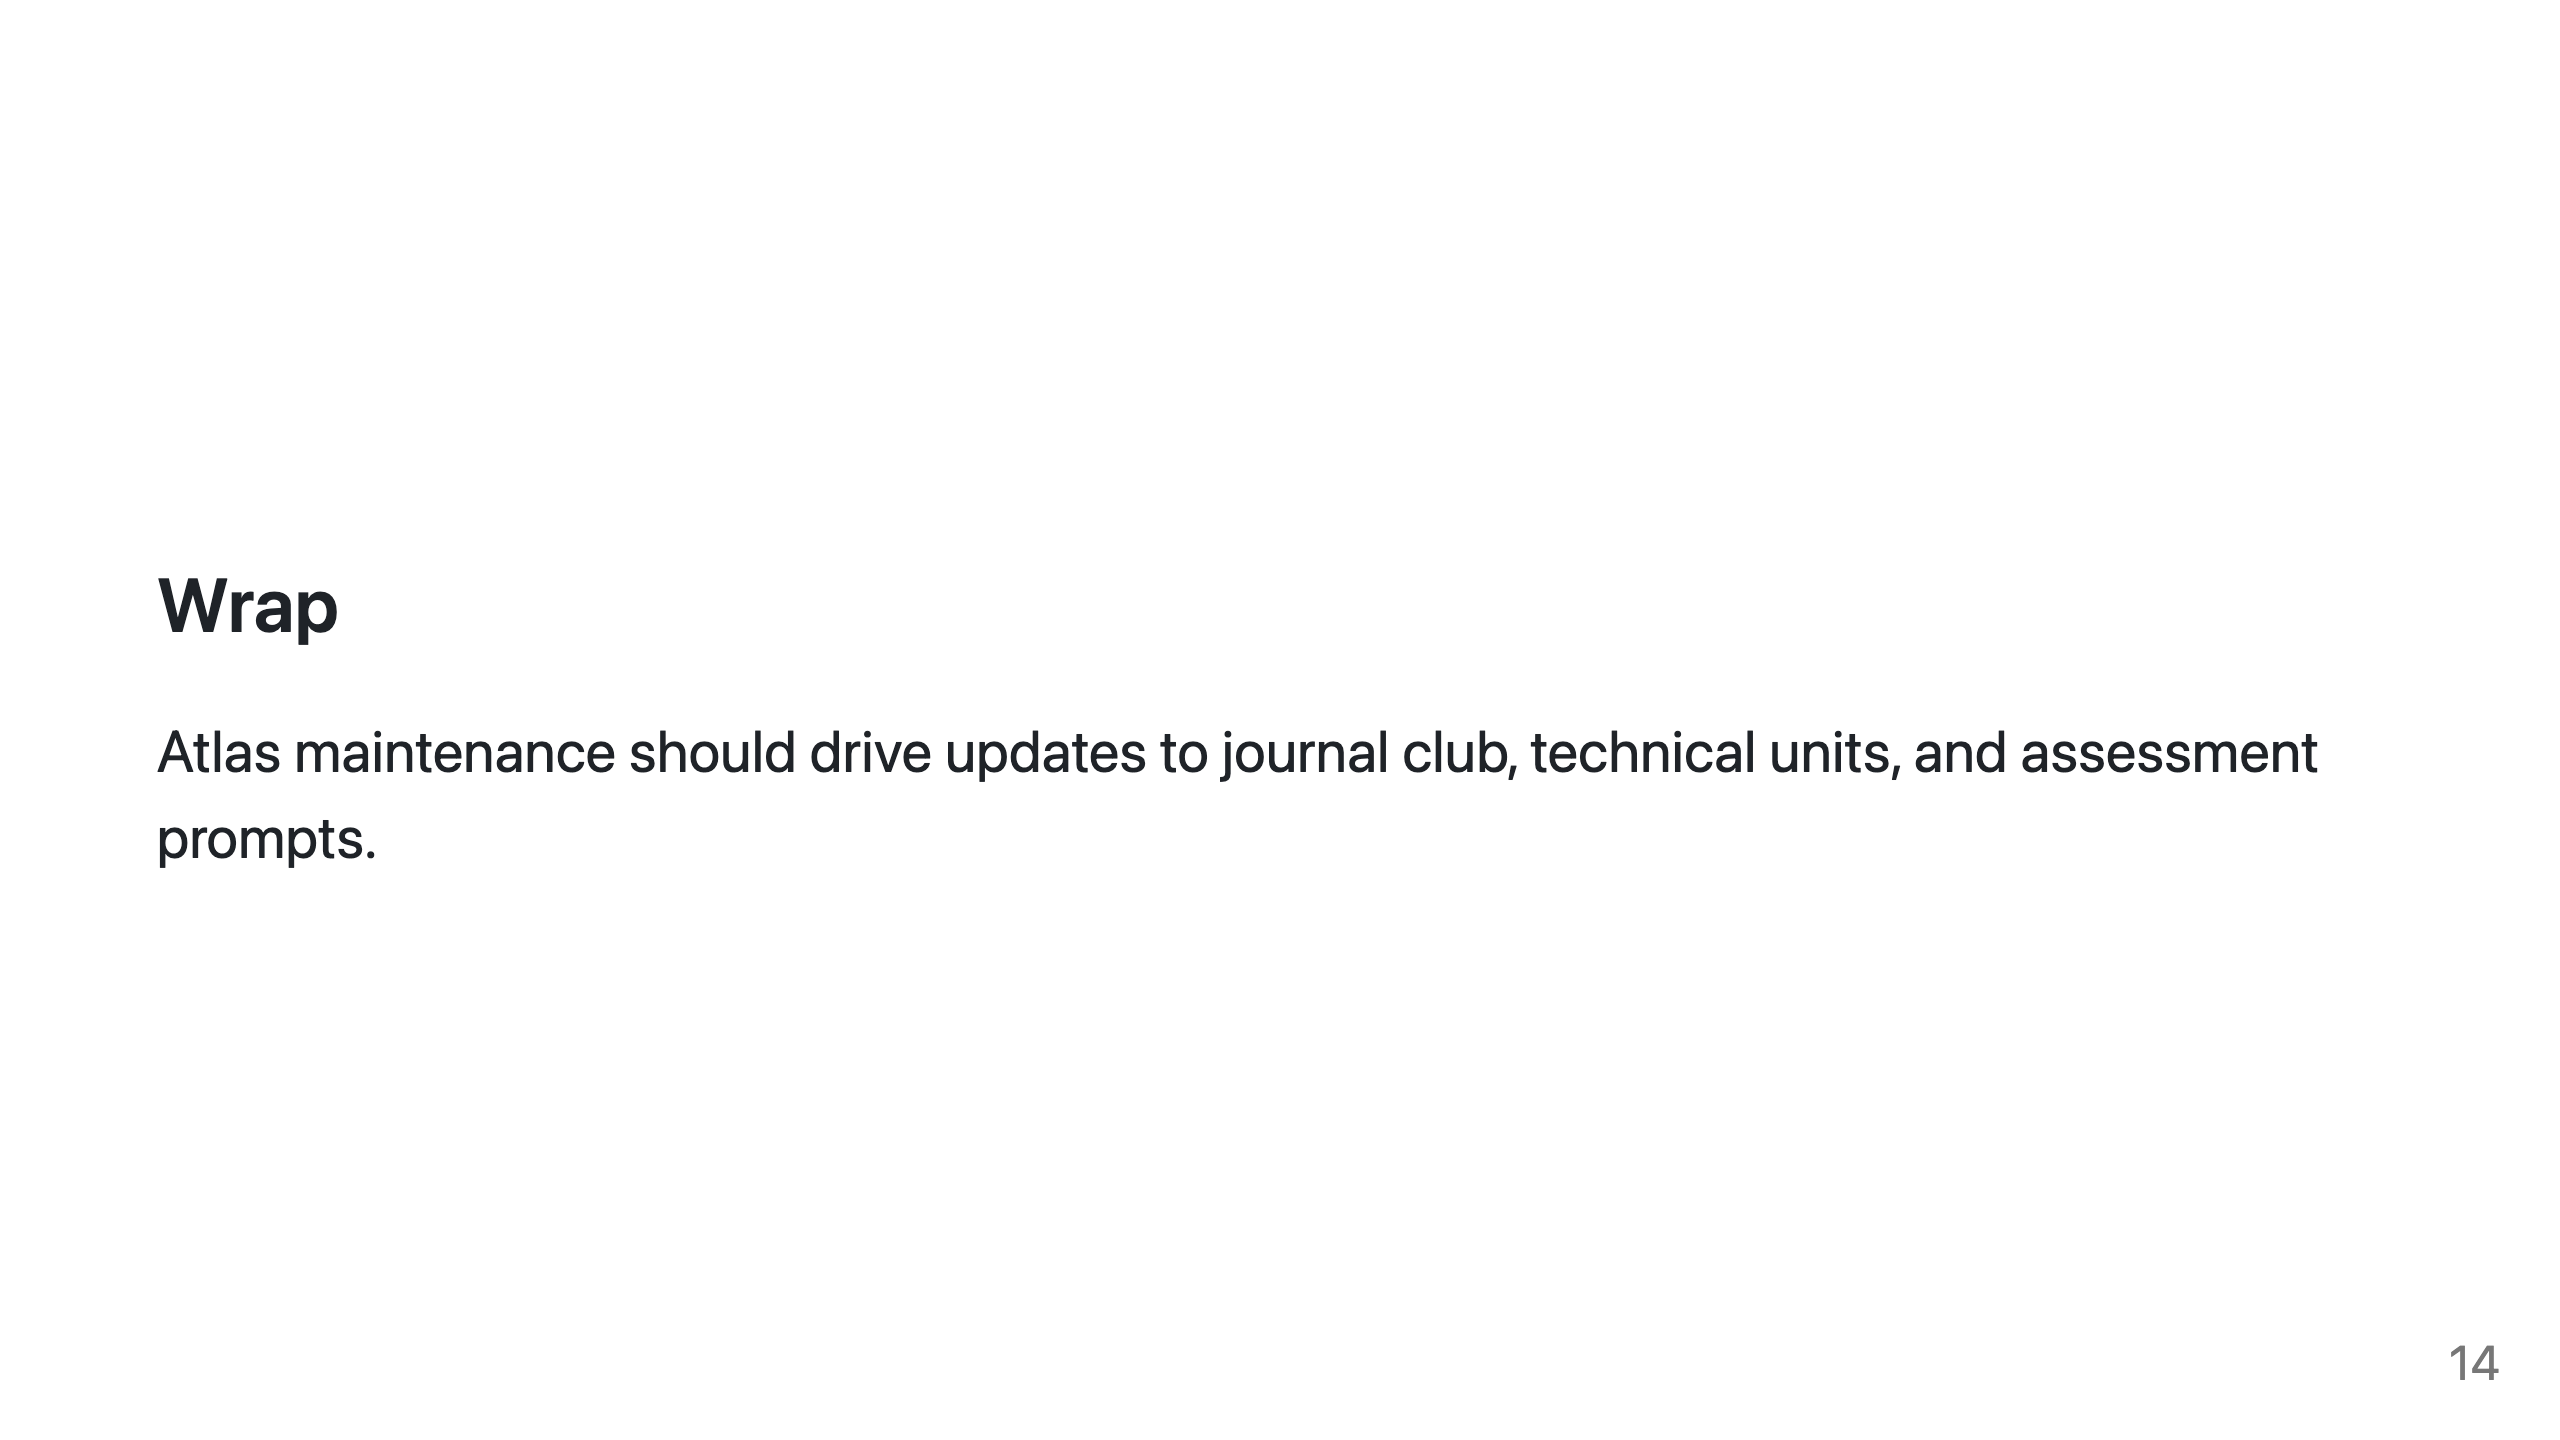 Wrap
Atlas maintenance should drive updates to journal club, technical units, and assessment
prompts.
14